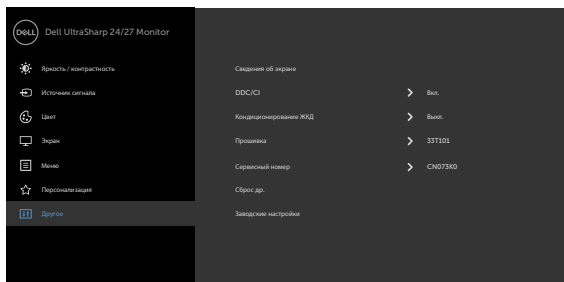 DELL Dell UltraSharp 24/27 Monitor
Яркость / контрастность
Источник сигнала
Цвет
Экран
Меню
Персонализация
Другое
Сведения об экране
DDC/CI Вкл.
Кондиционирование ЖКД Выкл.
Прошивка 33T101
Сервисный номер CN073K0
Сброс др.
Заводские настройки